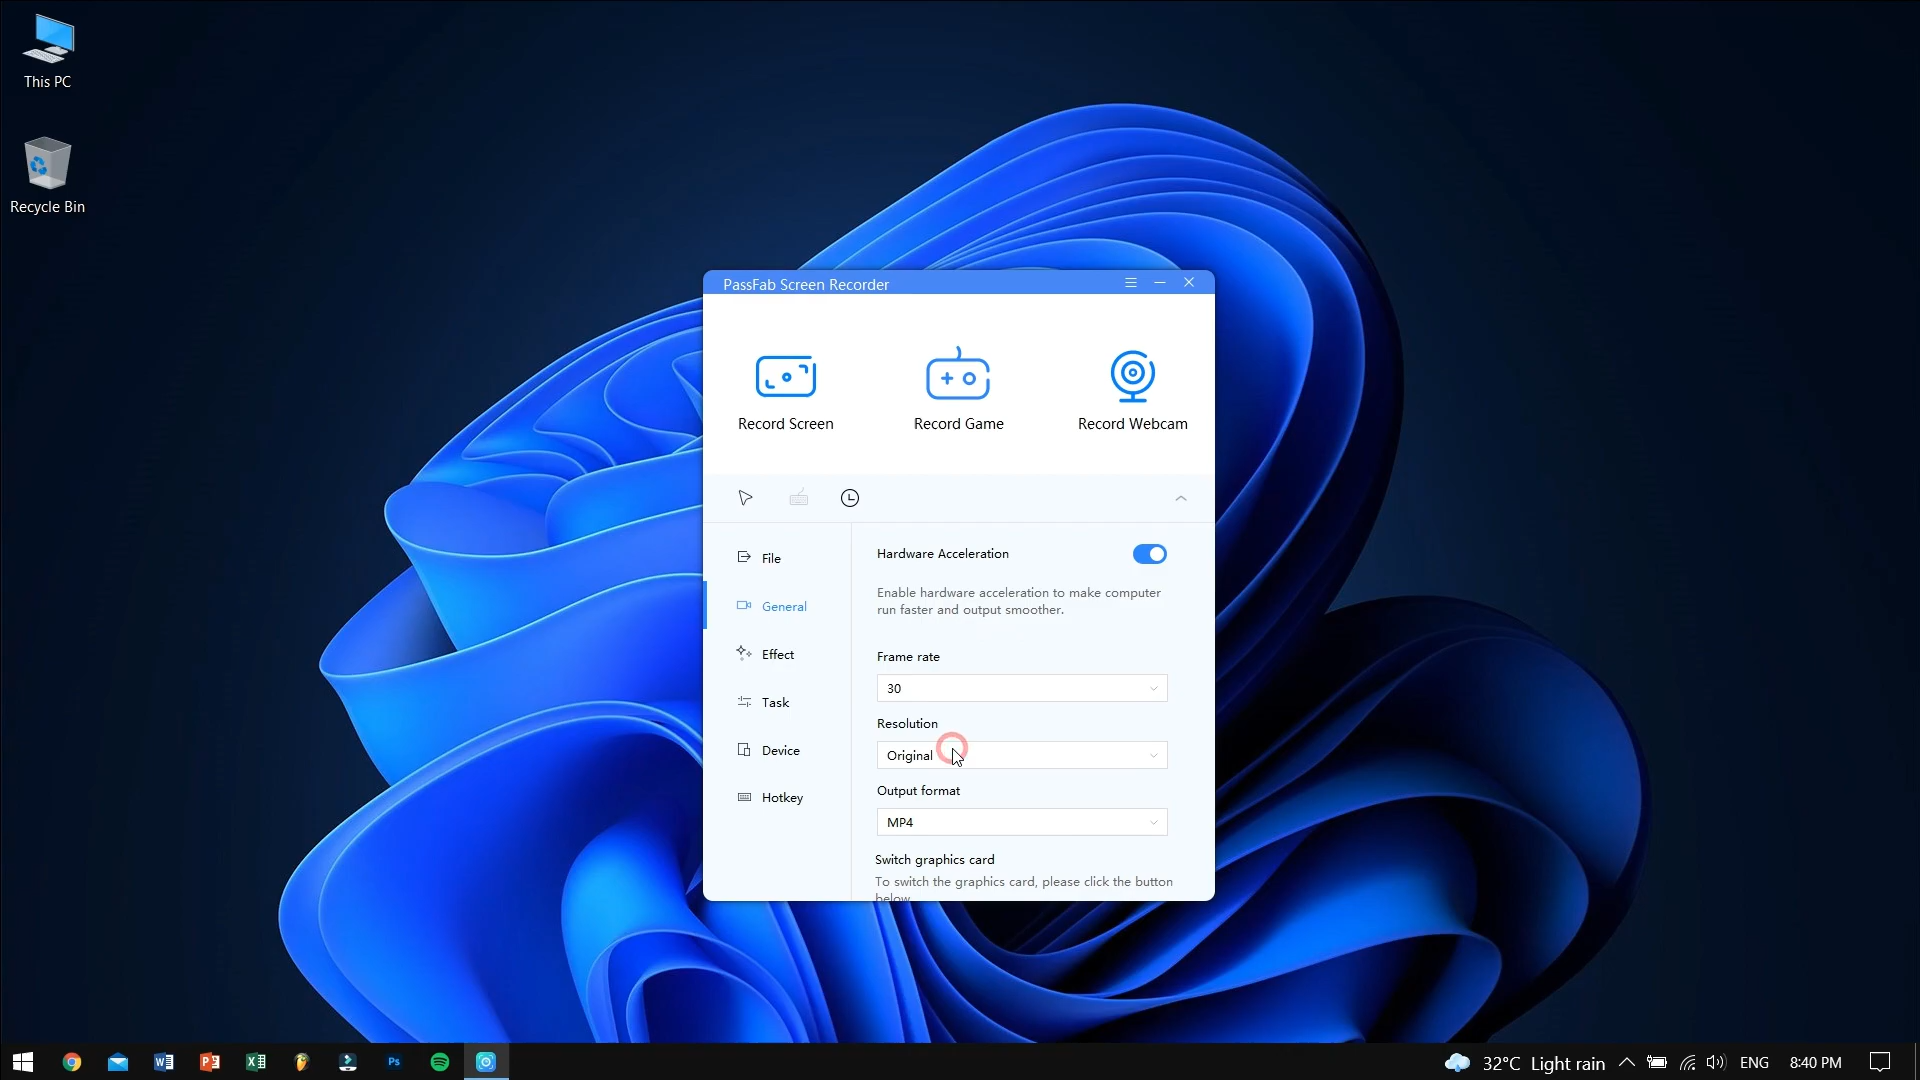 This PC
Recycle Bin
PassFab Screen Recorder
Record Screen
Record Game
Record Webcam
File
General
Effect
Task
Device
Hotkey
Hardware Acceleration
Enable hardware acceleration to make computer
run faster and output smoother.
Frame rate
30
Resolution
Original
Output format
MP4
Switch graphics card
To switch the graphics card, please click the button
below
Ps
32°C Light rain
ENG
8:40 PM